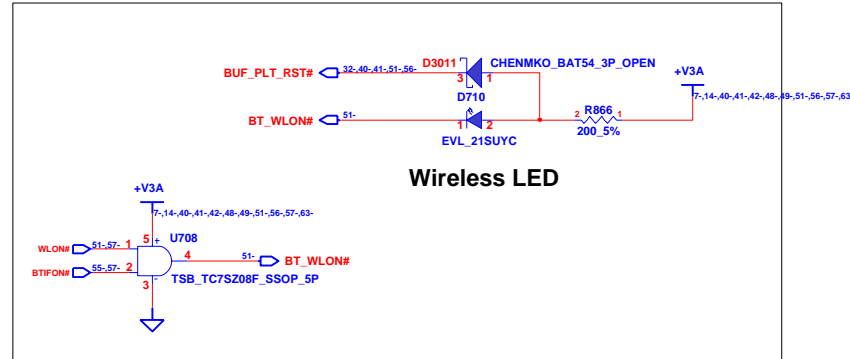 D3011 CHENMKO_BAT54_3P_OPEN
BUF_PLT_RST# 32-,40-,41-,51-,56-
3 1
+V3A
7-,14-,40-,41-,42-,48-,49-,51-,56-,57-,63
D710
R866
BT_WLON# 51-
1 2
2 1
EVL_21SUYC
200_5%
Wireless LED
+V3A
7-,14-,40-,41-,42-,48-,49-,51-,56-,57-,63-
5 + U708
WLON# 51-,57- 1
4 51- BT_WLON#
BTIFON# 55-,57- 2
TSB_TC7SZ08F_SSOP_5P
3 -